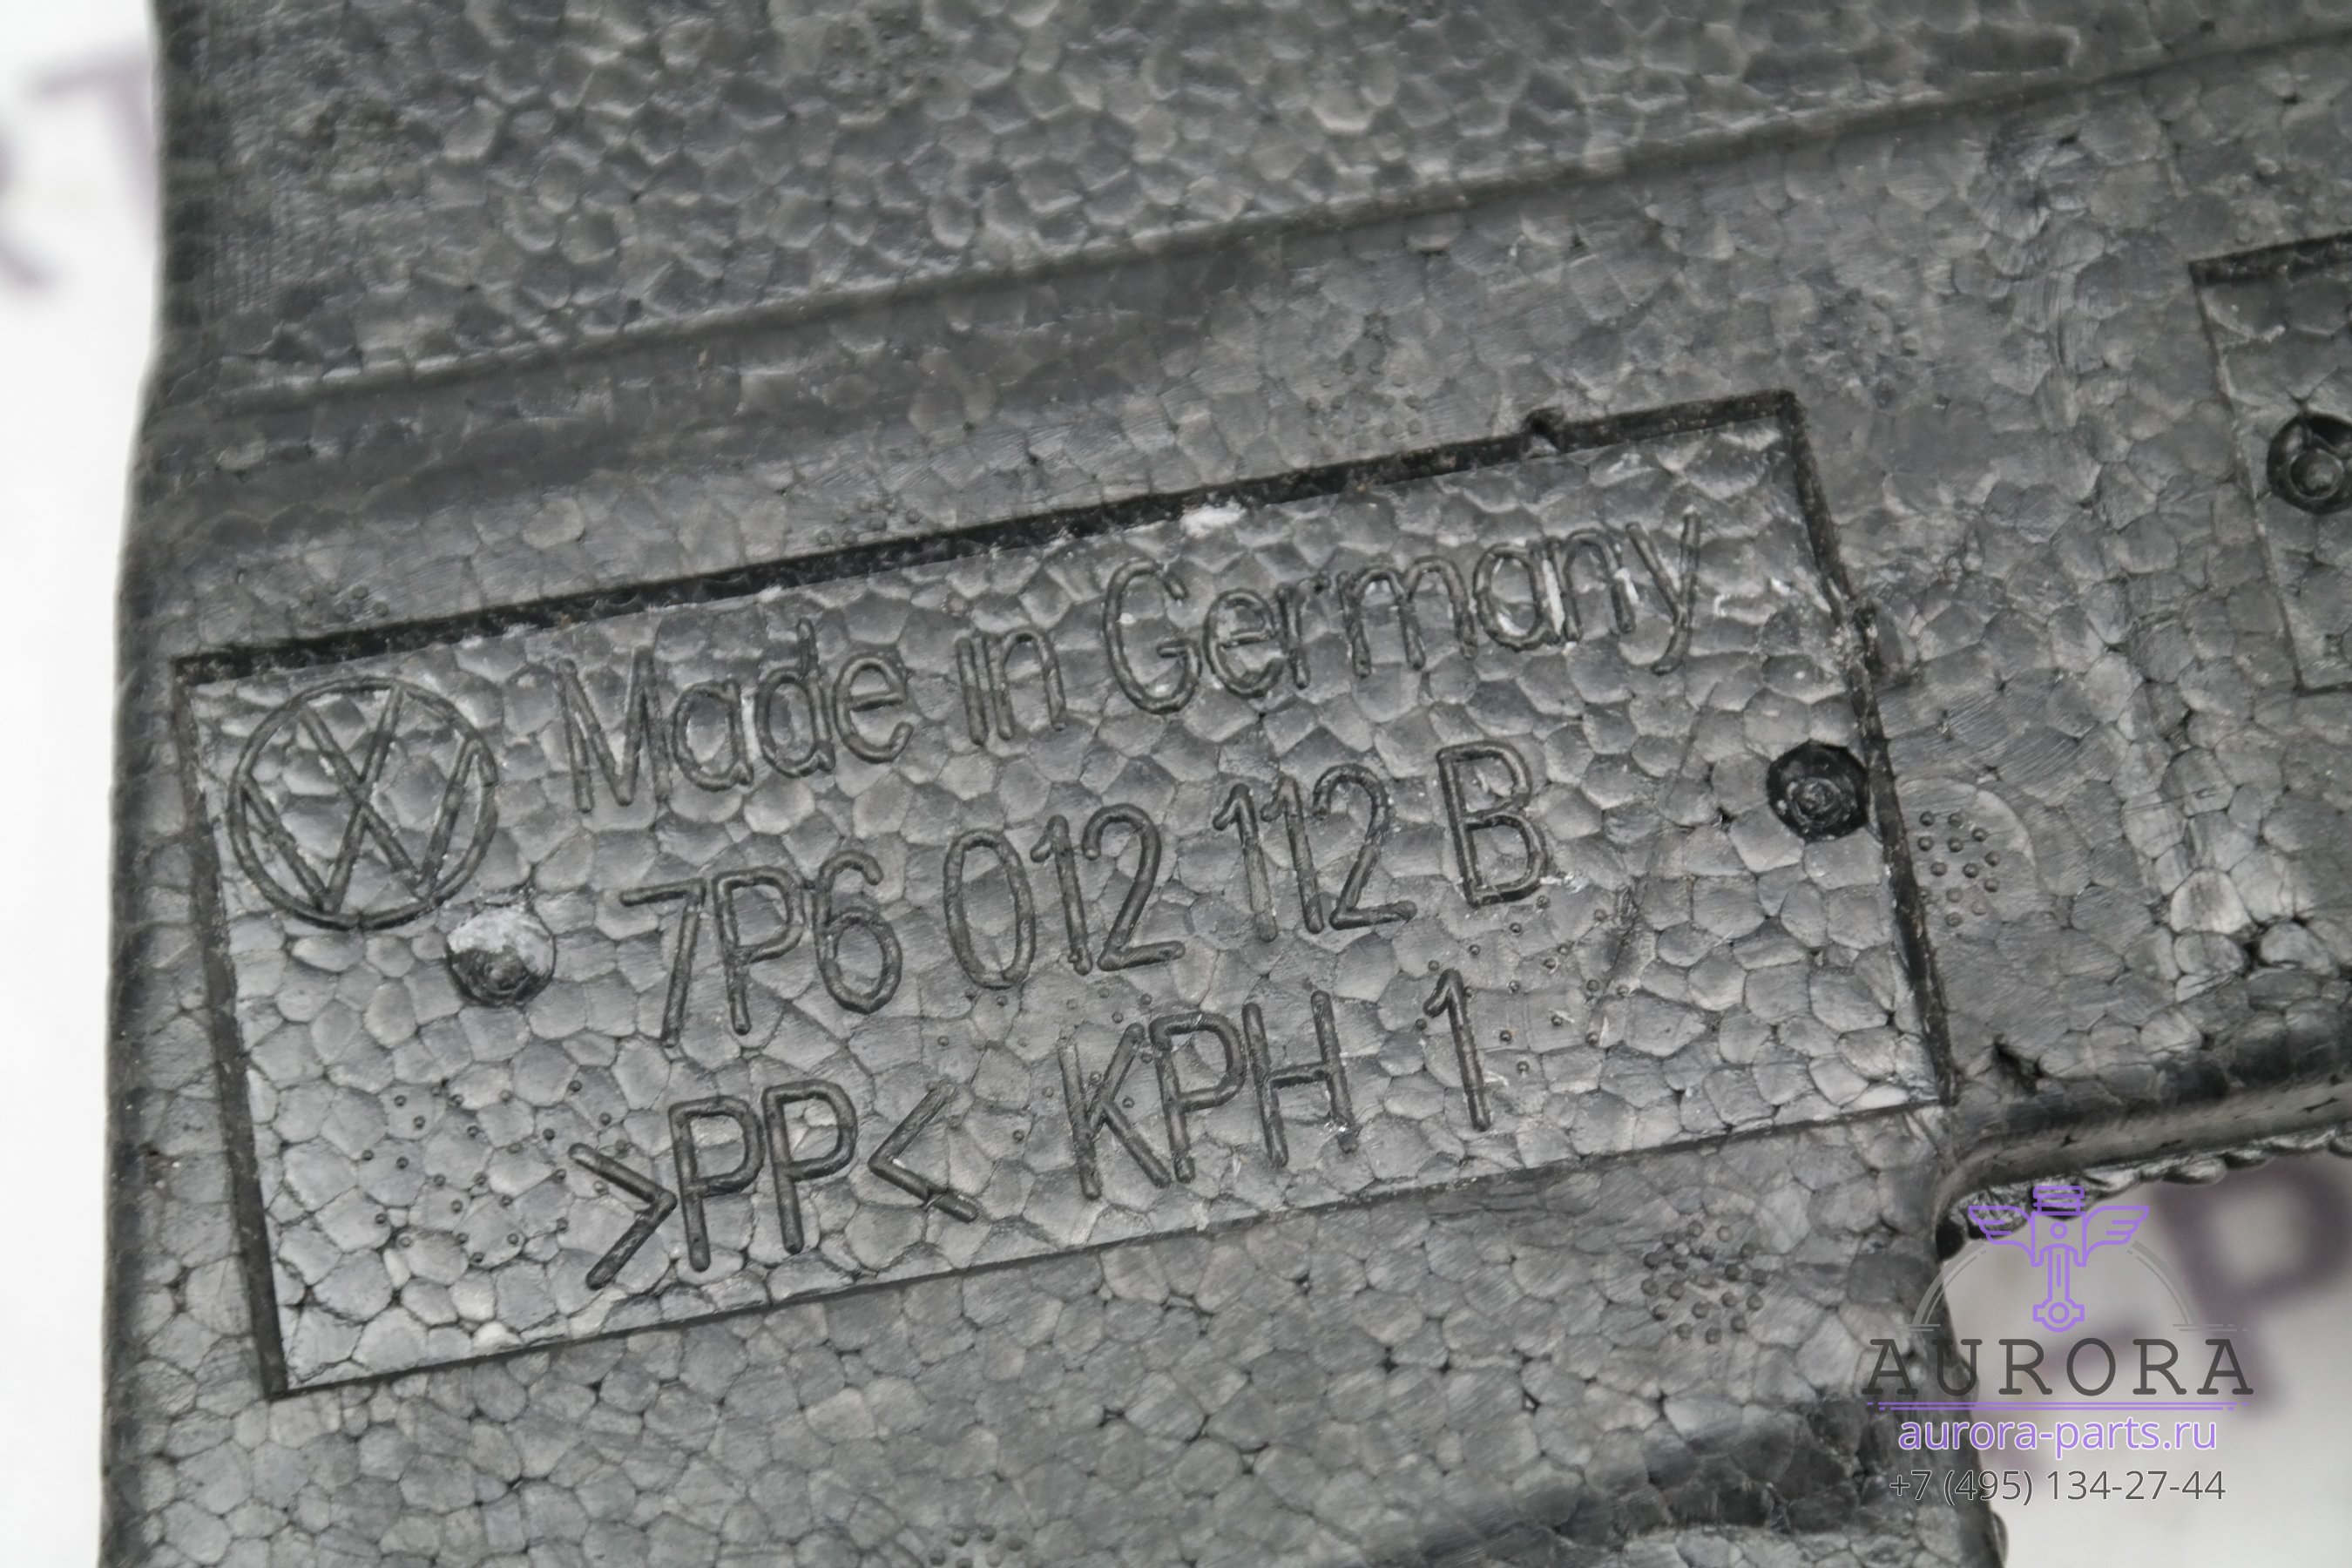 Made in Germany
7P6 012 112 B
>PP< KPH 1
AURORA
aurora-parts.ru
+7 (495) 134-27-44